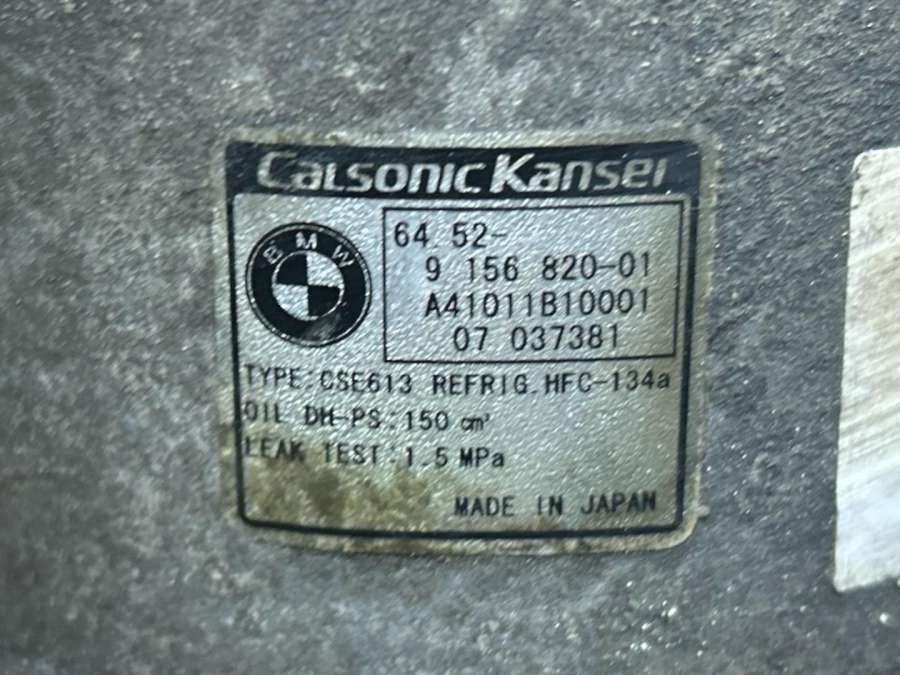 CalsonicKansei
BMW
64 52-
9 156 820-01
A41011B10001
07 037381
TYPE:CSE613 REFRIG.HFC-134a
OIL DH-PS:150 cm³
LEAK TEST:1.5 MPa
MADE IN JAPAN